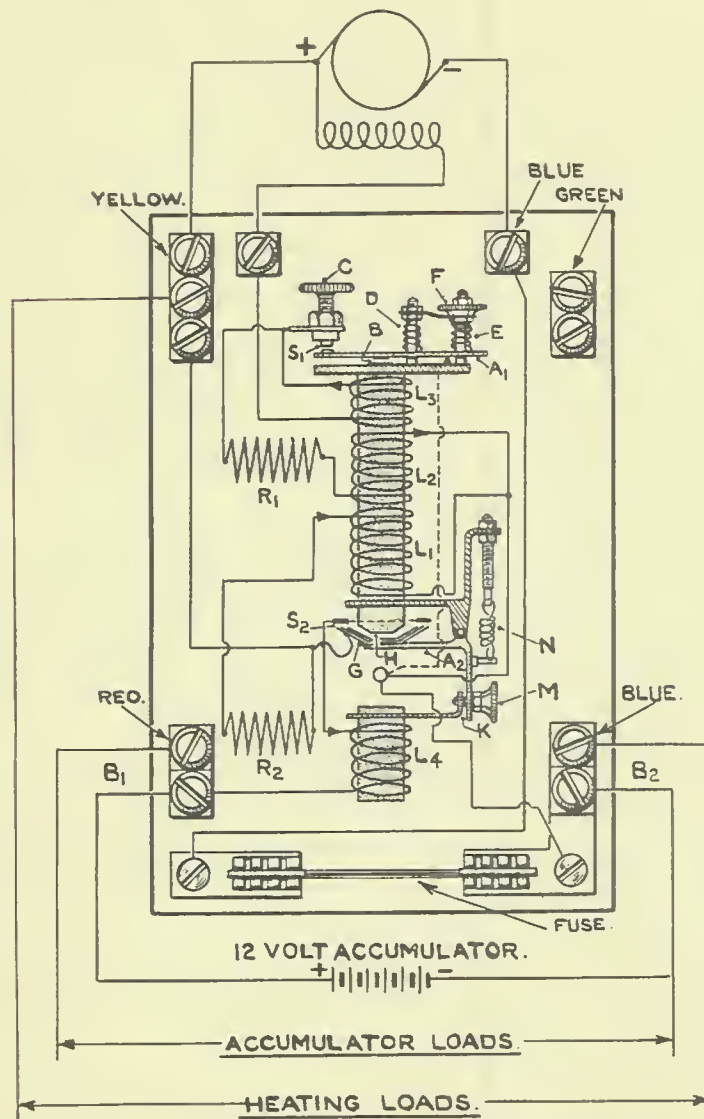 +
-
YELLOW.
BLUE
GREEN
C
F
D
E
B
S1
A1
L3
L2
R1
L1
S2
N
G
H
A2
M
RED.
BLUE.
K
B1
R2
L4
B2
FUSE.
12 VOLT ACCUMULATOR.
+
-
ACCUMULATOR LOADS.
HEATING LOADS.